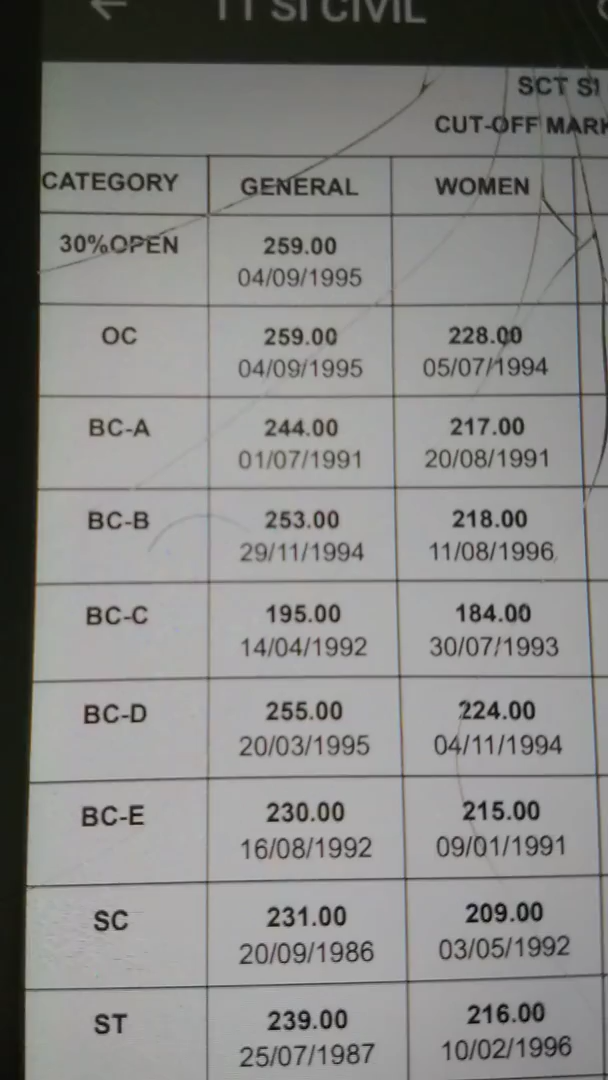 11 SI CIVIL
SCT SI
CUT-OFF MARK
CATEGORY GENERAL WOMEN
30%OPEN 259.00
04/09/1995
OC 259.00 228.00
04/09/1995 05/07/1994
BC-A 244.00 217.00
01/07/1991 20/08/1991
BC-B 253.00 218.00
29/11/1994 11/08/1996
BC-C 195.00 184.00
14/04/1992 30/07/1993
BC-D 255.00 224.00
20/03/1995 04/11/1994
BC-E 230.00 215.00
16/08/1992 09/01/1991
SC 231.00 209.00
20/09/1986 03/05/1992
ST 239.00 216.00
25/07/1987 10/02/1996